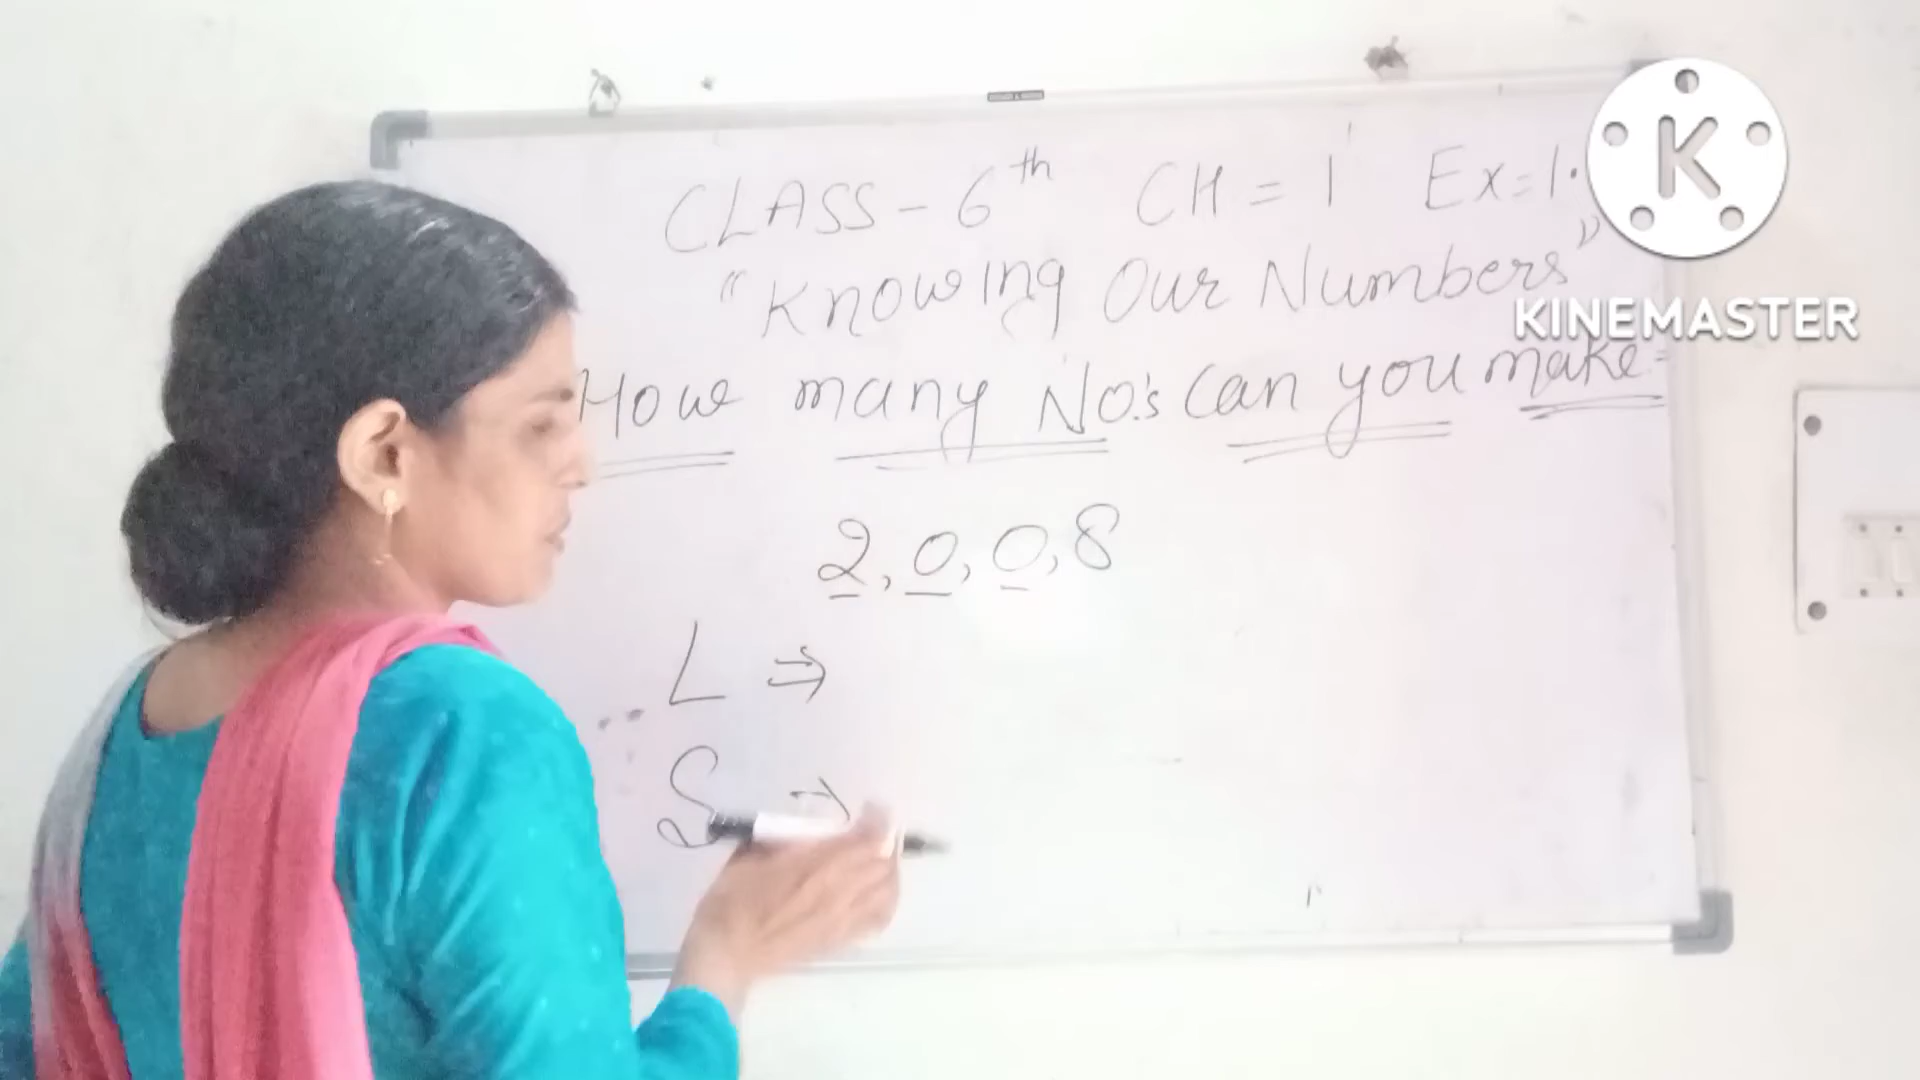 CLASS - 6th CH = 1 Ex = 1.
"Knowing Our Numbers"
How many No.'s Can you make
2, 0, 0, 8
L ⇒
S →
K
KINEMASTER